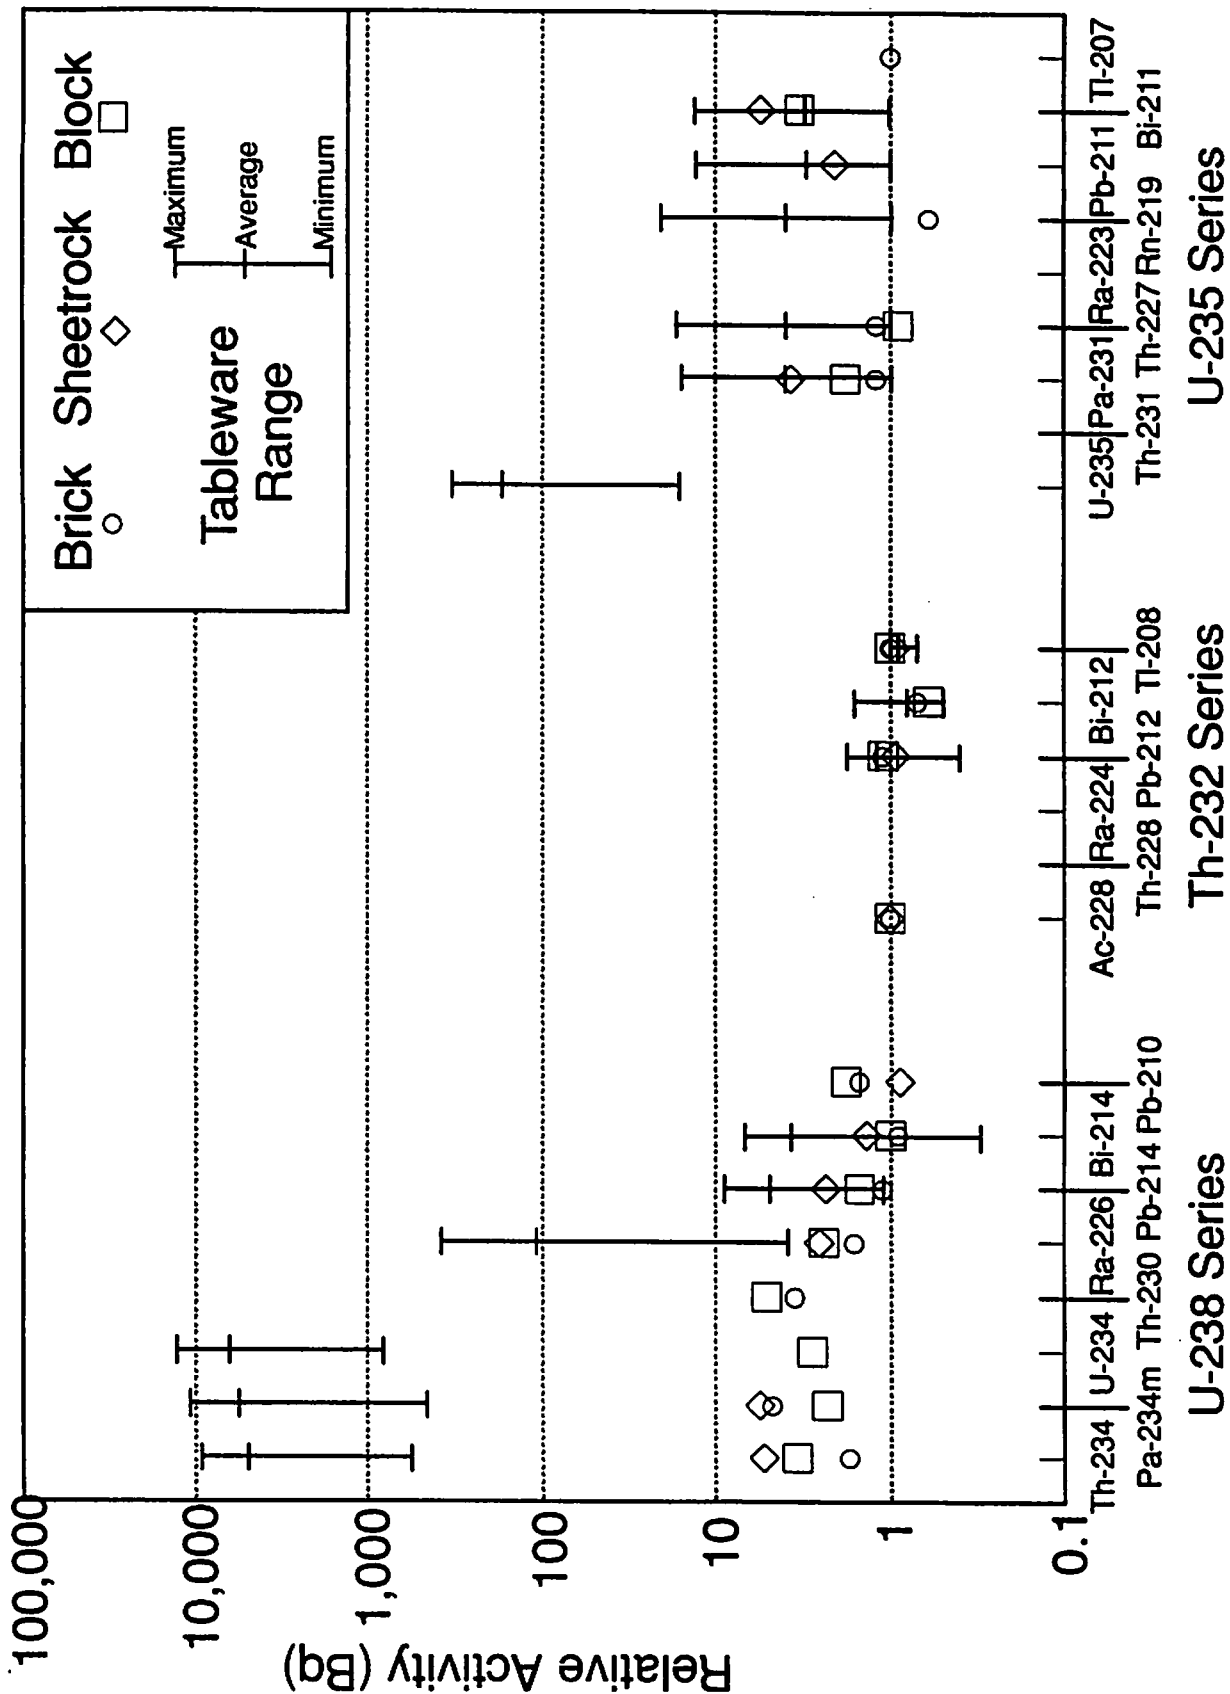 Relative Activity (Bq)
100,000
10,000
1,000
100
10
1
0.1
Brick Sheetrock Block
Tableware
Range
Maximum
Average
Minimum
Th-234 U-234 Ra-226 Bi-214
Pa-234m Th-230 Pb-214 Pb-210
Ac-228 Ra-224 Bi-212
Th-228 Pb-212 Tl-208
U-235 Pa-231 Ra-223 Pb-211 Tl-207
Th-231 Th-227 Rn-219 Bi-211
U-238 Series
Th-232 Series
U-235 Series